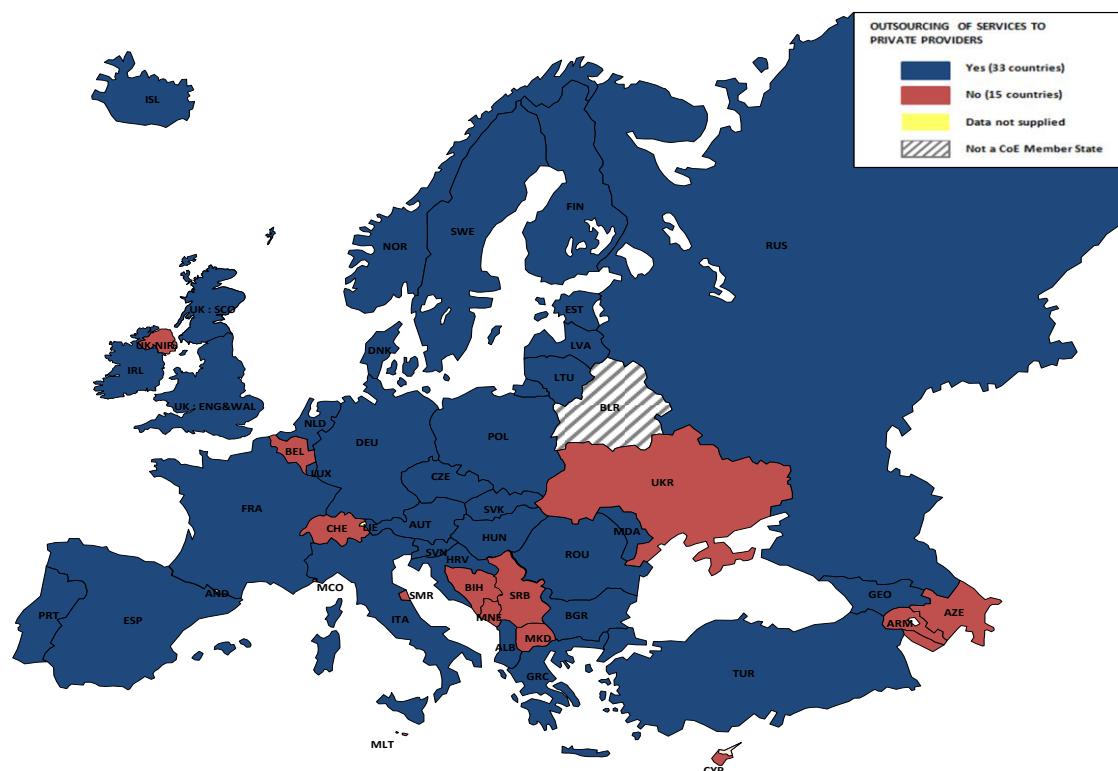 OUTSOURCING OF SERVICES TO
PRIVATE PROVIDERS
Yes (33 countries)
No (15 countries)
Data not supplied
Not a CoE Member State
ISL
FIN
SWE
NOR
RUS
UK : SCO
EST
UK:NIR
LVA
DNK
IRL
LTU
UK : ENG&WAL
BLR
NLD
DEU
POL
BEL
LUX
CZE
UKR
FRA
SVK
CHE
LIE
AUT
MDA
HUN
SVN
ROU
HRV
MCO
BIH
SMR
SRB
GEO
AND
PRT
ESP
ITA
MNE
BGR
AZE
ARM
MKD
ALB
GRC
TUR
MLT
CYP